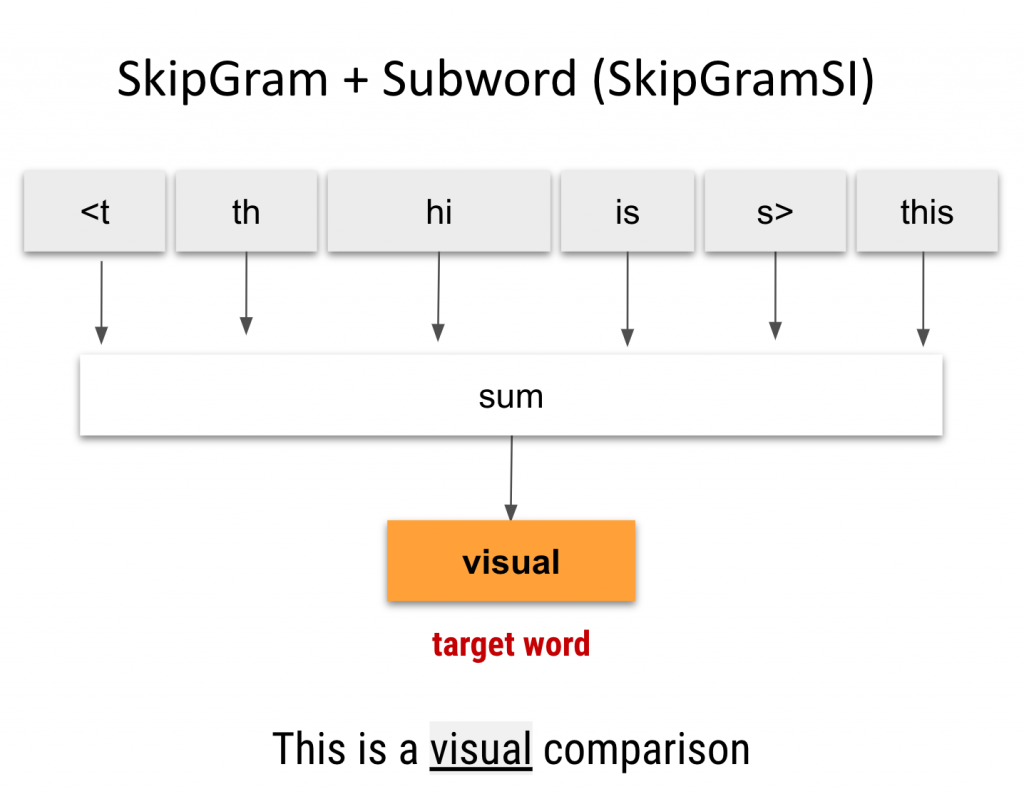 SkipGram + Subword (SkipGramSI)
<t th hi is s> this
sum
visual
target word
This is a visual comparison